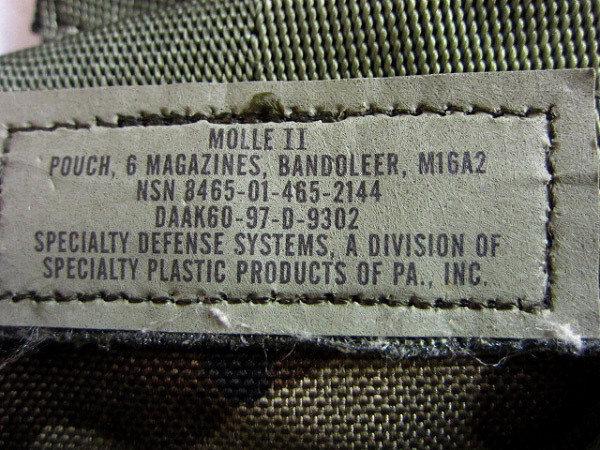 MOLLE II
POUCH, 6 MAGAZINES, BANDOLEER, M16A2
NSN 8465-01-465-2144
DAAK60-97-D-9302
SPECIALTY DEFENSE SYSTEMS, A DIVISION OF
SPECIALTY PLASTIC PRODUCTS OF PA., INC.